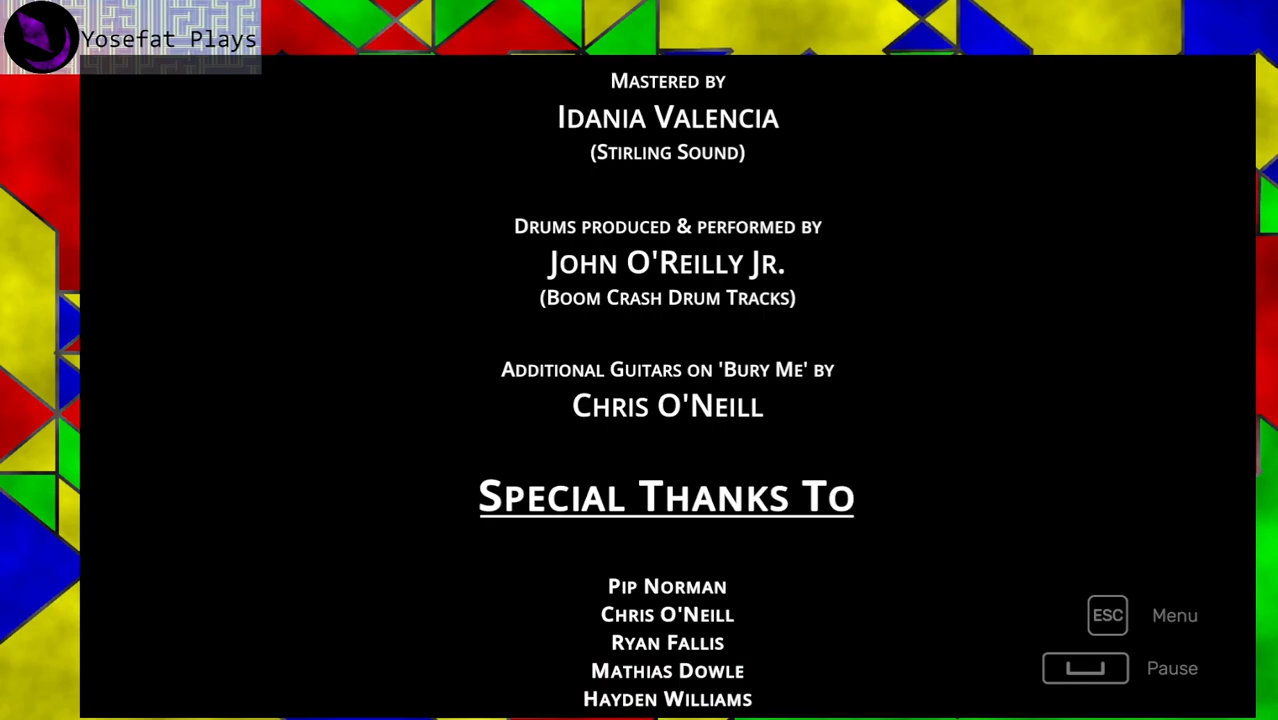 Yosefat Plays
Mastered by
Idania Valencia
(Stirling Sound)
Drums produced & performed by
John O'Reilly Jr.
(Boom Crash Drum Tracks)
Additional Guitars on 'Bury Me' by
Chris O'Neill
Special Thanks To
Pip Norman
Chris O'Neill
Ryan Fallis
Mathias Dowle
Hayden Williams
ESC Menu
Pause